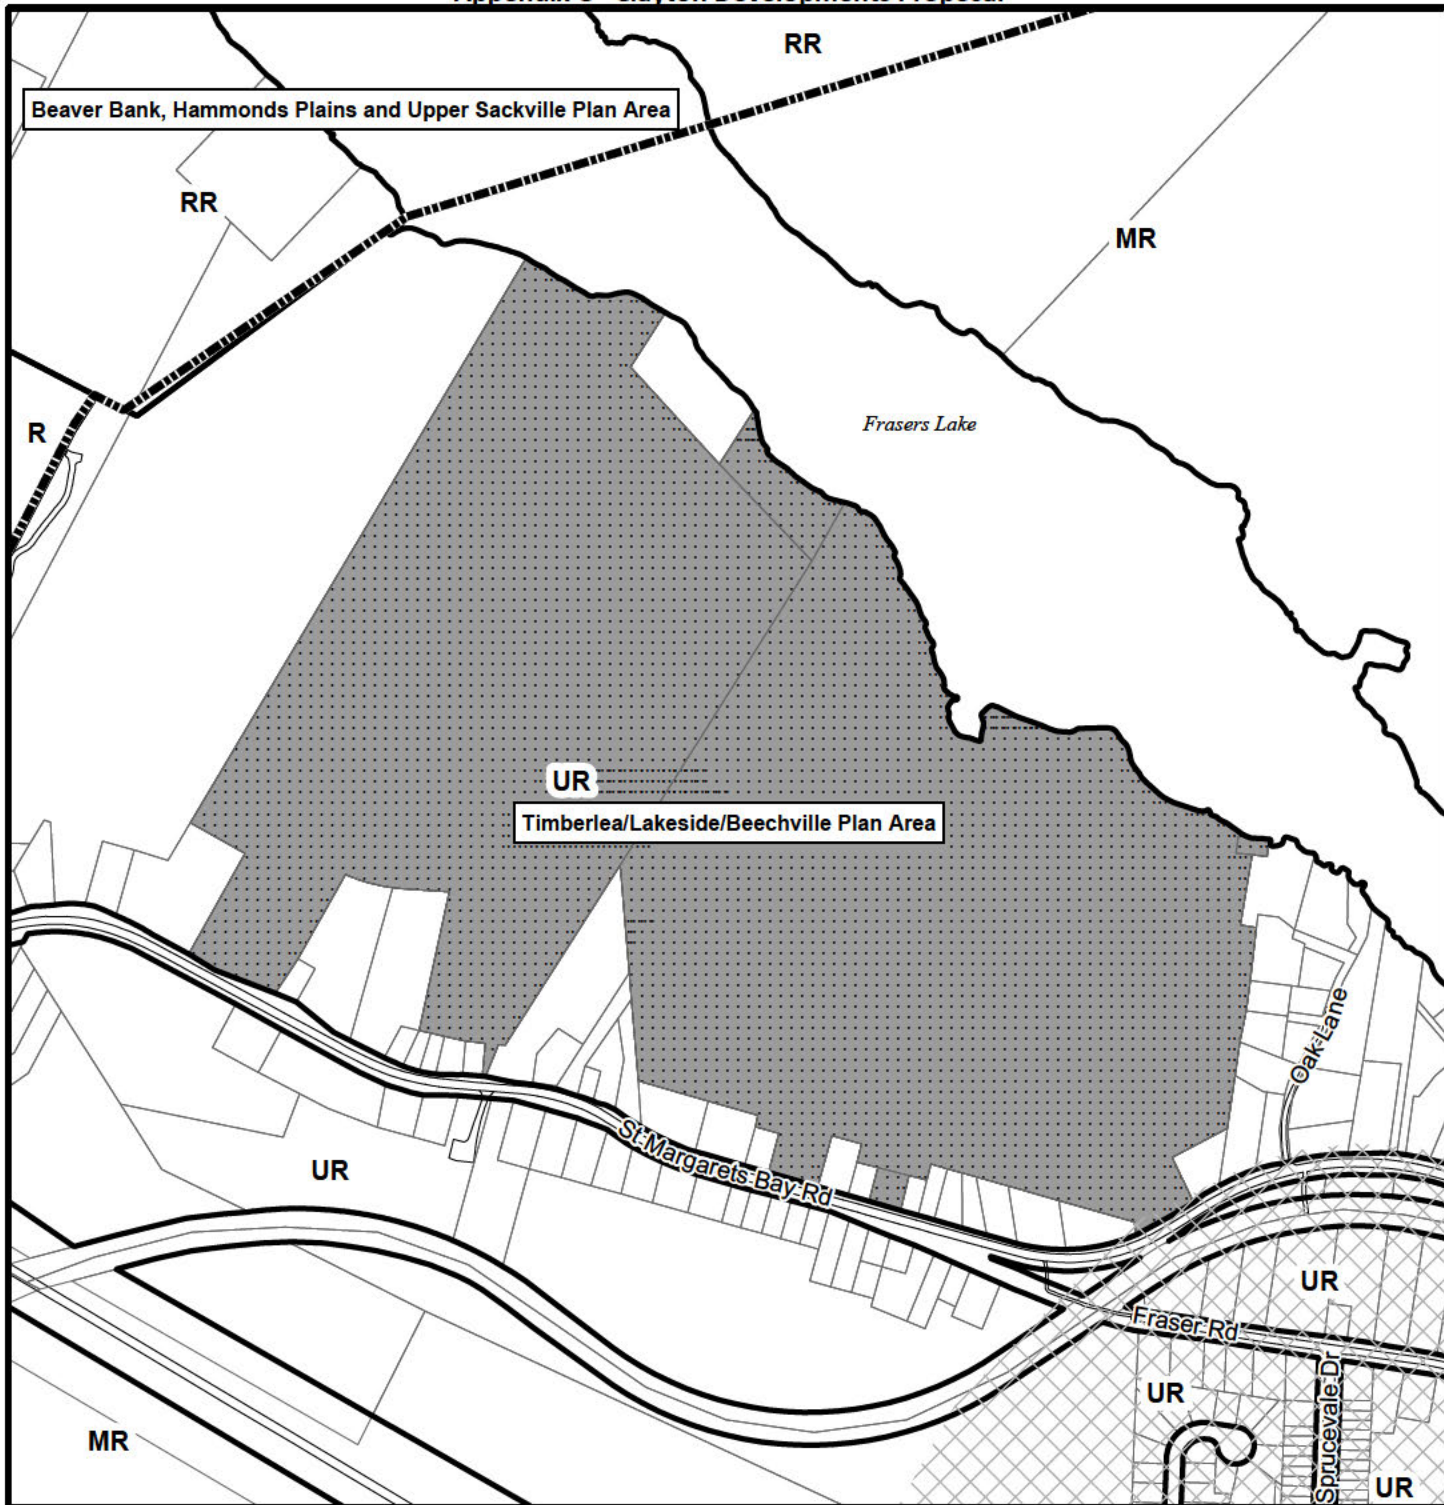 RR
Beaver Bank, Hammonds Plains and Upper Sackville Plan Area
RR
MR
Frasers Lake
R
UR
Timberlea/Lakeside/Beechville Plan Area
Oak Lane
St Margarets Bay Rd
UR
UR
Fraser Rd
UR
Sprucevale Dr
MR
UR